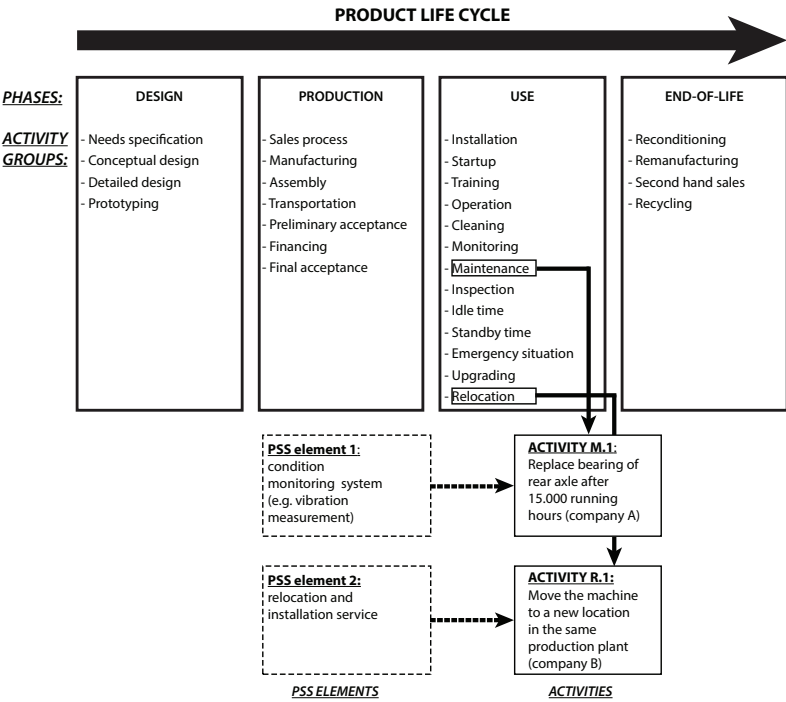 PRODUCT LIFE CYCLE
PHASES:
DESIGN
PRODUCTION
USE
END-OF-LIFE
ACTIVITY
GROUPS:
- Needs specification
- Conceptual design
- Detailed design
- Prototyping
- Sales process
- Manufacturing
- Assembly
- Transportation
- Preliminary acceptance
- Financing
- Final acceptance
- Installation
- Startup
- Training
- Operation
- Cleaning
- Monitoring
- Maintenance
- Inspection
- Idle time
- Standby time
- Emergency situation
- Upgrading
- Relocation
- Reconditioning
- Remanufacturing
- Second hand sales
- Recycling
PSS element 1:
condition
monitoring system
(e.g. vibration
measurement)
ACTIVITY M.1:
Replace bearing of
rear axle after
15.000 running
hours (company A)
PSS element 2:
relocation and
installation service
ACTIVITY R.1:
Move the machine
to a new location
in the same
production plant
(company B)
PSS ELEMENTS
ACTIVITIES